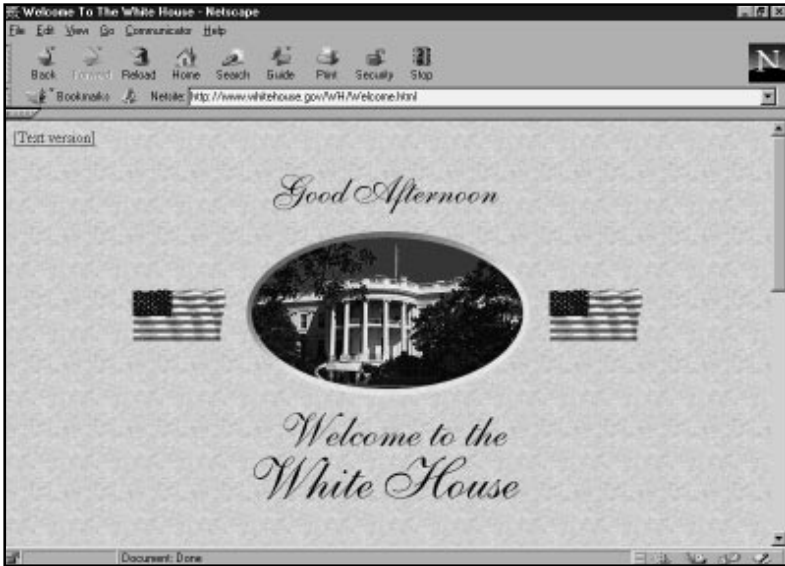 Welcome To The White House - Netscape
File Edit View Go Communicator Help
Back Forward Reload Home Search Guide Print Security Stop
N
Bookmarks Netsite: http://www.whitehouse.gov/WH/Welcome.html
[Text version]
Good Afternoon
Welcome to the
White House
Document: Done